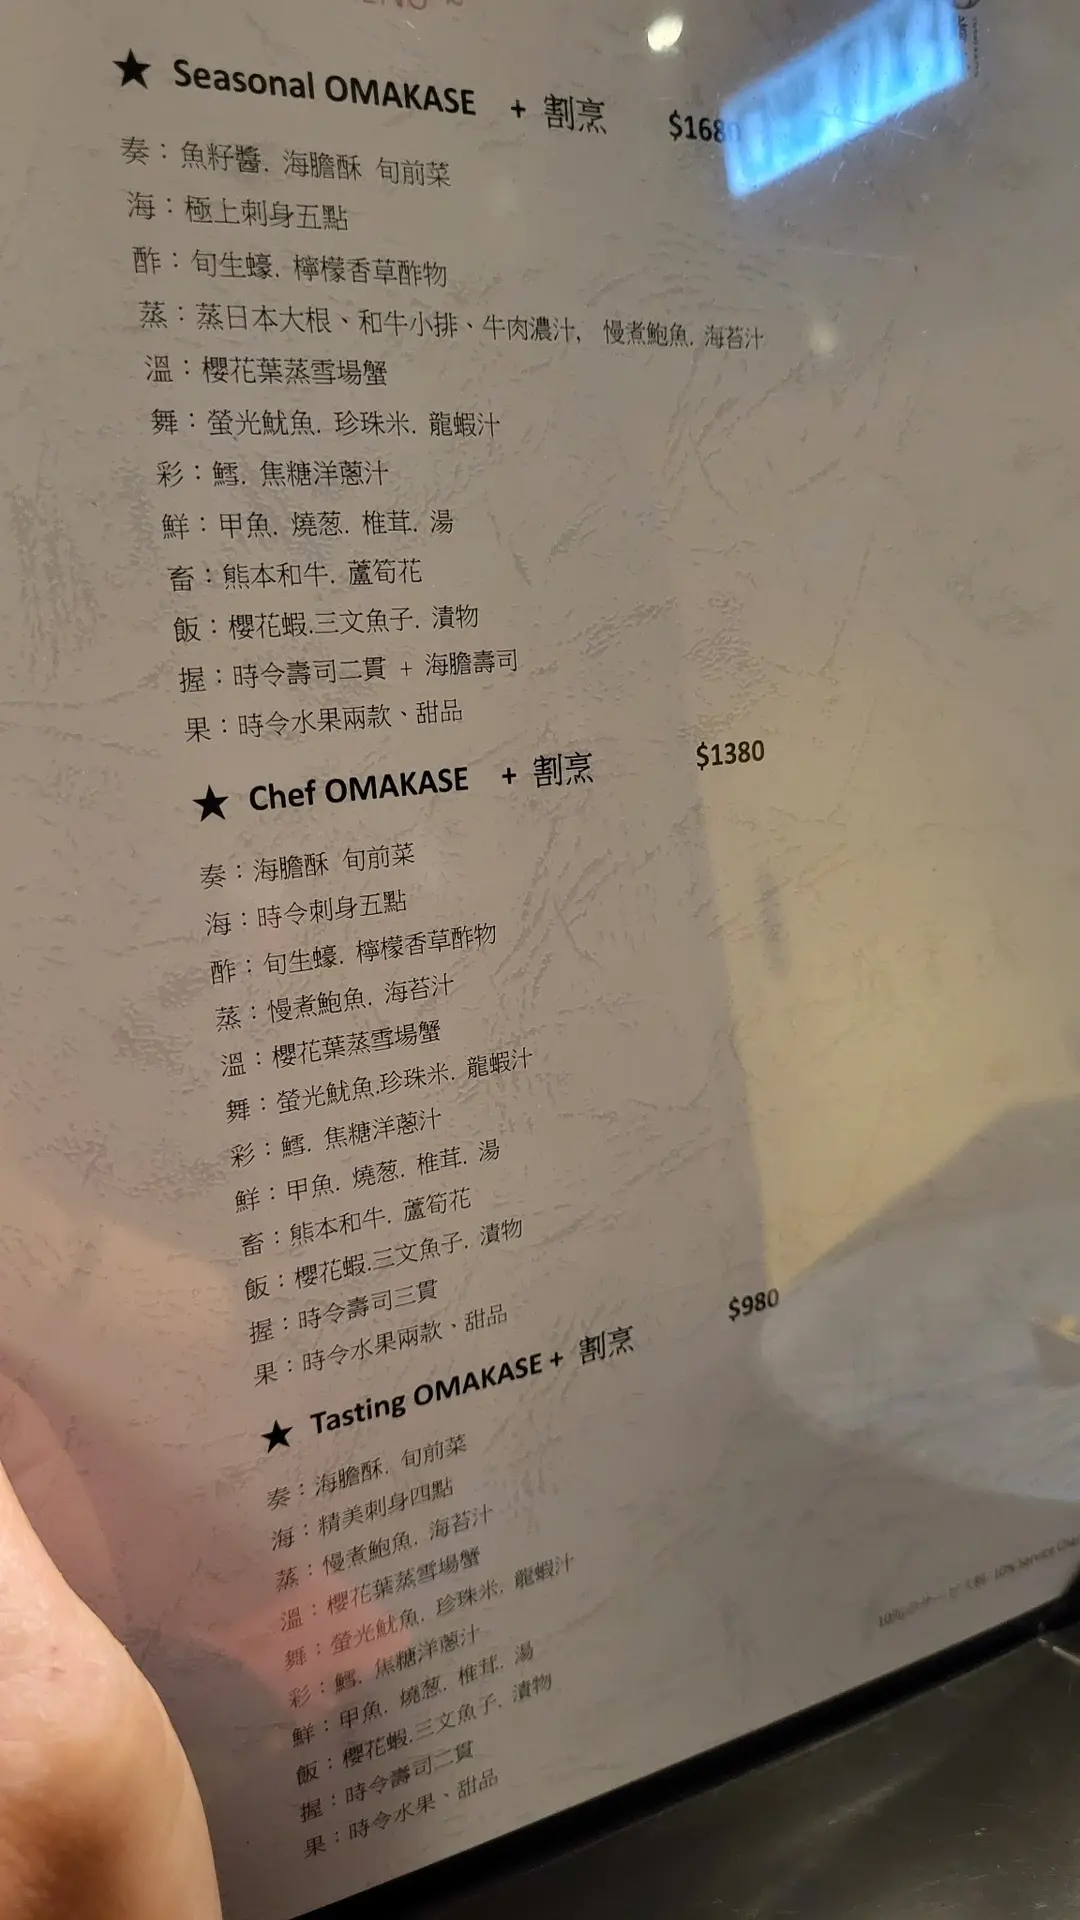 ★ Seasonal OMAKASE + 割烹 $1680
奏：魚籽醬. 海膽酥 旬前菜
海：極上刺身五點
酢：旬生蠔. 檸檬香草酢物
蒸：蒸日本大根、和牛小排、牛肉濃汁, 慢煮鮑魚. 海苔汁
溫：櫻花葉蒸雪場蟹
舞：螢光魷魚. 珍珠米. 龍蝦汁
彩：鱈. 焦糖洋蔥汁
鮮：甲魚. 燒葱. 椎茸. 湯
畜：熊本和牛. 蘆筍花
飯：櫻花蝦.三文魚子. 漬物
握：時令壽司二貫 + 海膽壽司
果：時令水果兩款、甜品
★ Chef OMAKASE + 割烹 $1380
奏：海膽酥 旬前菜
海：時令刺身五點
酢：旬生蠔. 檸檬香草酢物
蒸：慢煮鮑魚. 海苔汁
溫：櫻花葉蒸雪場蟹
舞：螢光魷魚.珍珠米. 龍蝦汁
彩：鱈. 焦糖洋蔥汁
鮮：甲魚. 燒葱. 椎茸. 湯
畜：熊本和牛. 蘆筍花
飯：櫻花蝦.三文魚子. 漬物
握：時令壽司三貫
果：時令水果兩款、甜品
★ Tasting OMAKASE + 割烹 $980
奏：海膽酥. 旬前菜
海：精美刺身四點
蒸：慢煮鮑魚. 海苔汁
溫：櫻花葉蒸雪場蟹
舞：螢光魷魚. 珍珠米. 龍蝦汁
彩：鱈. 焦糖洋蔥汁
鮮：甲魚. 燒葱. 椎茸. 湯
飯：櫻花蝦.三文魚子. 漬物
握：時令壽司二貫
果：時令水果、甜品
10% Service